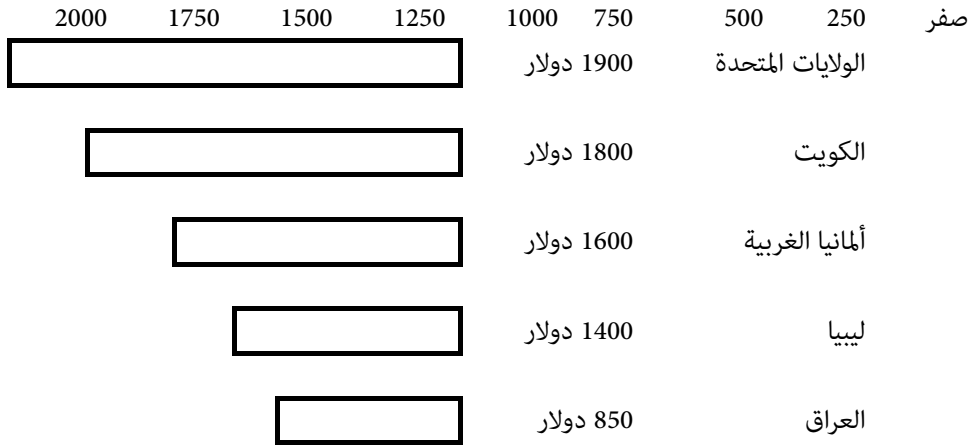 صفر 250 500 750 1000 1250 1500 1750 2000
الولايات المتحدة 1900 دولار
الكويت 1800 دولار
ألمانيا الغربية 1600 دولار
ليبيا 1400 دولار
العراق 850 دولار